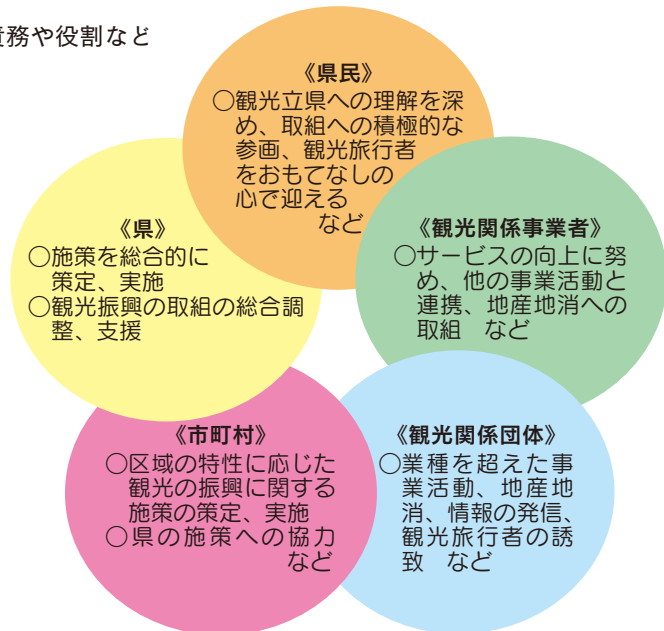 務や役割など
《県民》
○観光立県への理解を深
め、取組への積極的な
参画、観光旅行者
をおもてなしの
心で迎える
など
《県》
○施策を総合的に
策定、実施
○観光振興の取組の総合調
整、支援
《観光関係事業者》
○サービスの向上に努
め、他の事業活動と
連携、地産地消への
取組 など
《市町村》
○区域の特性に応じた
観光の振興に関する
施策の策定、実施
○県の施策への協力
など
《観光関係団体》
○業種を超えた事
業活動、地産地
消、情報の発信、
観光旅行者の誘
致 など